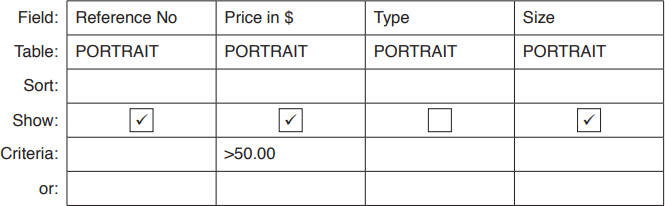 Field: Reference No Price in $ Type Size
Table: PORTRAIT PORTRAIT PORTRAIT PORTRAIT
Sort:
Show: ✓ ✓ ✓
Criteria: >50.00
or: